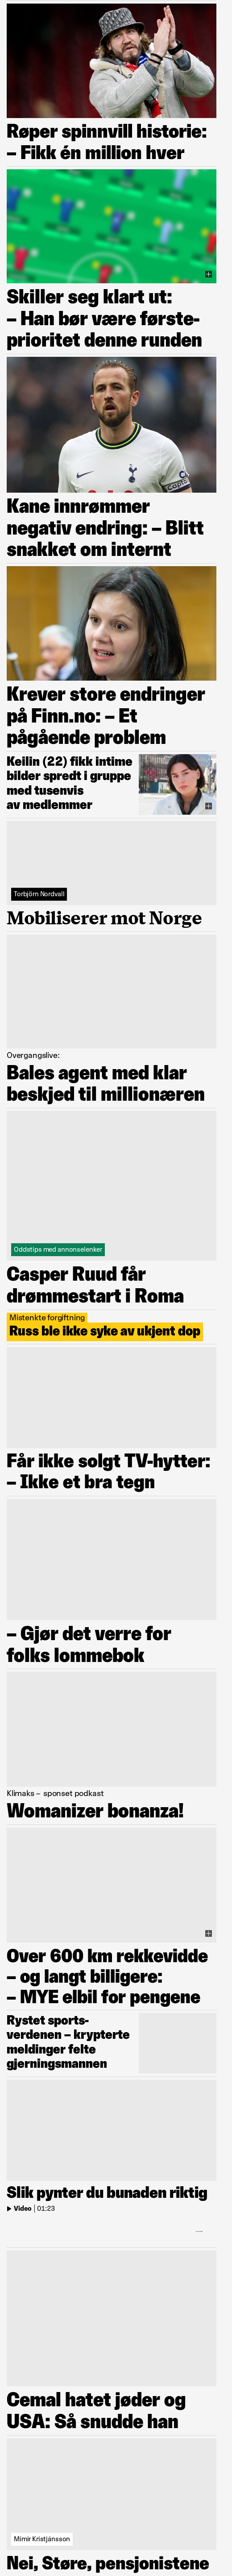 Røper spinnvill historie:
– Fikk én million hver
Skiller seg klart ut:
– Han bør være første-
prioritet denne runden
Kane innrømmer
negativ endring: – Blitt
snakket om internt
Krever store endringer
på Finn.no: – Et
pågående problem
Keilin (22) fikk intime
bilder spredt i gruppe
med tusenvis
av medlemmer
Torbjörn Nordvall
Mobiliserer mot Norge
Overgangslive:
Bales agent med klar
beskjed til millionæren
Oddstips med annonselenker
Casper Ruud får
drømmestart i Roma
Mistenkte forgiftning
Russ ble ikke syke av ukjent dop
Får ikke solgt TV-hytter:
– Ikke et bra tegn
– Gjør det verre for
folks lommebok
Klimaks – sponset podkast
Womanizer bonanza!
Over 600 km rekkevidde
– og langt billigere:
– MYE elbil for pengene
Rystet sports-
verdenen – krypterte
meldinger felte
gjerningsmannen
Slik pynter du bunaden riktig
Video | 01:23
Cemal hatet jøder og
USA: Så snudde han
Mímir Kristjánsson
Nei, Støre, pensjonistene